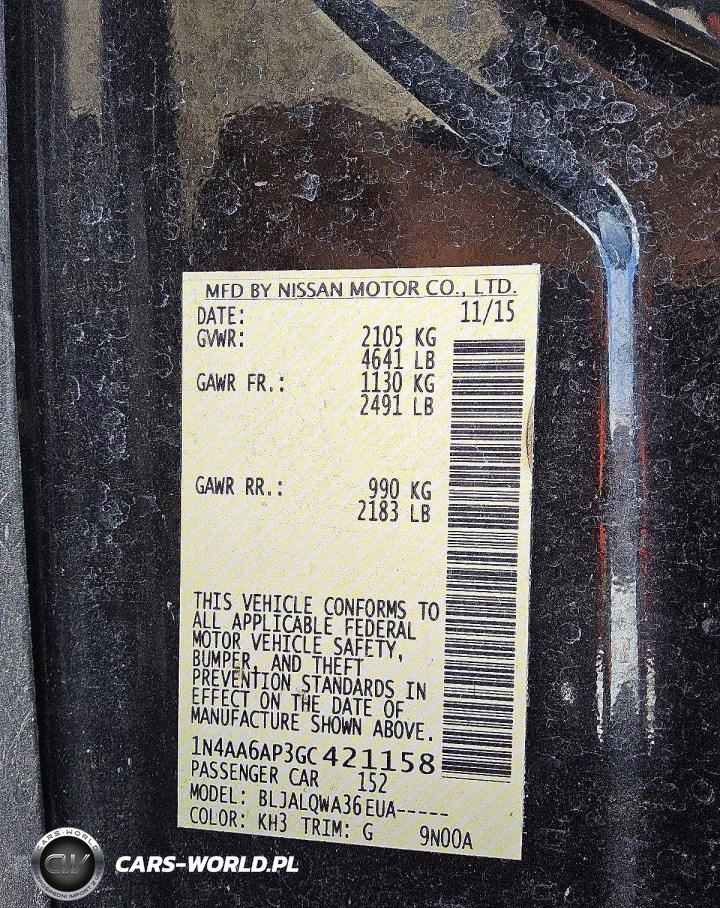 MFD BY NISSAN MOTOR CO., LTD.
DATE: 11/15
GVWR: 2105 KG
4641 LB
GAWR FR.: 1130 KG
2491 LB
GAWR RR.: 990 KG
2183 LB
THIS VEHICLE CONFORMS TO
ALL APPLICABLE FEDERAL
MOTOR VEHICLE SAFETY,
BUMPER, AND THEFT
PREVENTION STANDARDS IN
EFFECT ON THE DATE OF
MANUFACTURE SHOWN ABOVE.
1N4AA6AP3GC421158
PASSENGER CAR 152
MODEL: BLJALQWA36EUA-----
COLOR: KH3 TRIM: G 9N00A
CARS-WORLD.PL
CW